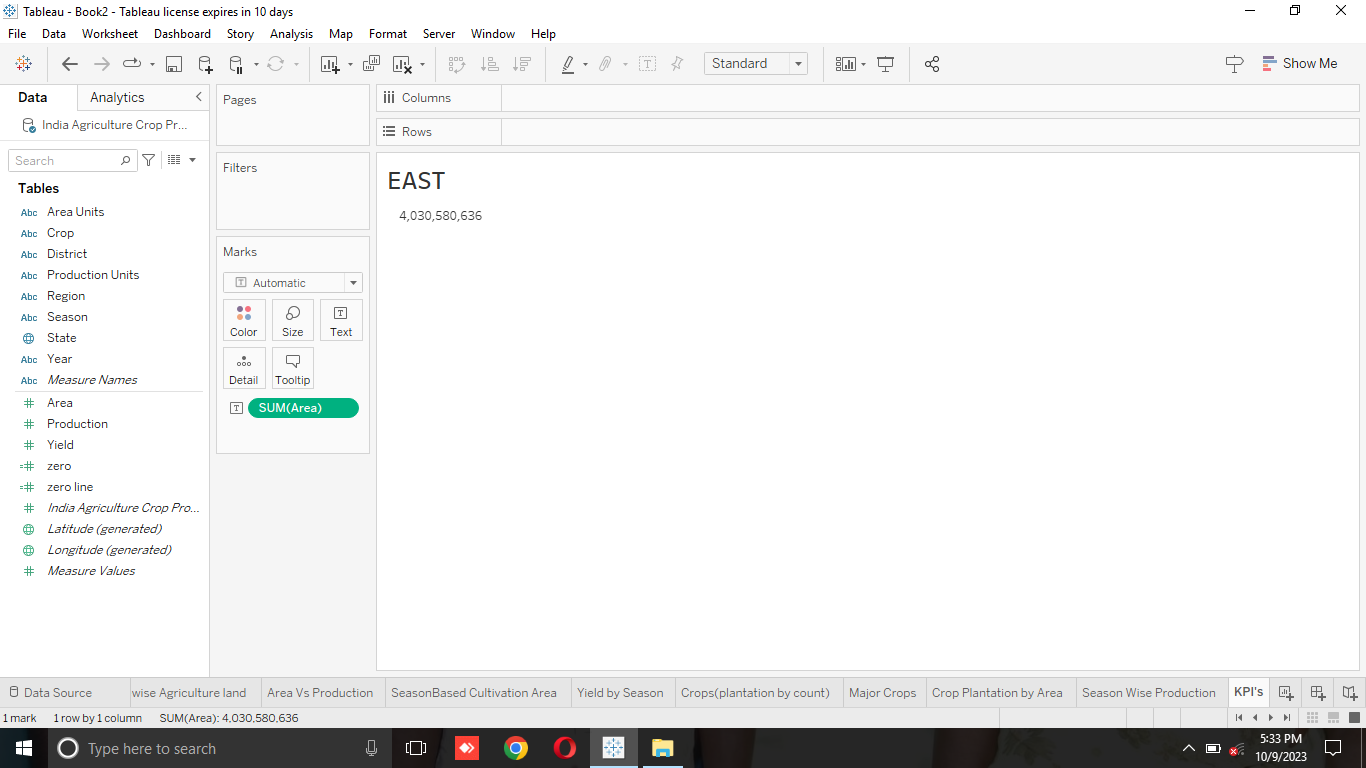 Tableau - Book2 - Tableau license expires in 10 days
File Data Worksheet Dashboard Story Analysis Map Format Server Window Help
Standard
Show Me
Data Analytics
India Agriculture Crop Pr...
Search
Tables
Abc Area Units
Abc Crop
Abc District
Abc Production Units
Abc Region
Abc Season
State
Abc Year
Abc Measure Names
# Area
# Production
# Yield
=# zero
=# zero line
# India Agriculture Crop Pro...
Latitude (generated)
Longitude (generated)
# Measure Values
Pages
Filters
Marks
T Automatic
Color Size T Text
Detail Tooltip
T SUM(Area)
Columns
Rows
EAST
4,030,580,636
Data Source wise Agriculture land Area Vs Production SeasonBased Cultivation Area Yield by Season Crops(plantation by count) Major Crops Crop Plantation by Area Season Wise Production KPI's
1 mark 1 row by 1 column SUM(Area): 4,030,580,636
Type here to search
5:33 PM
10/9/2023